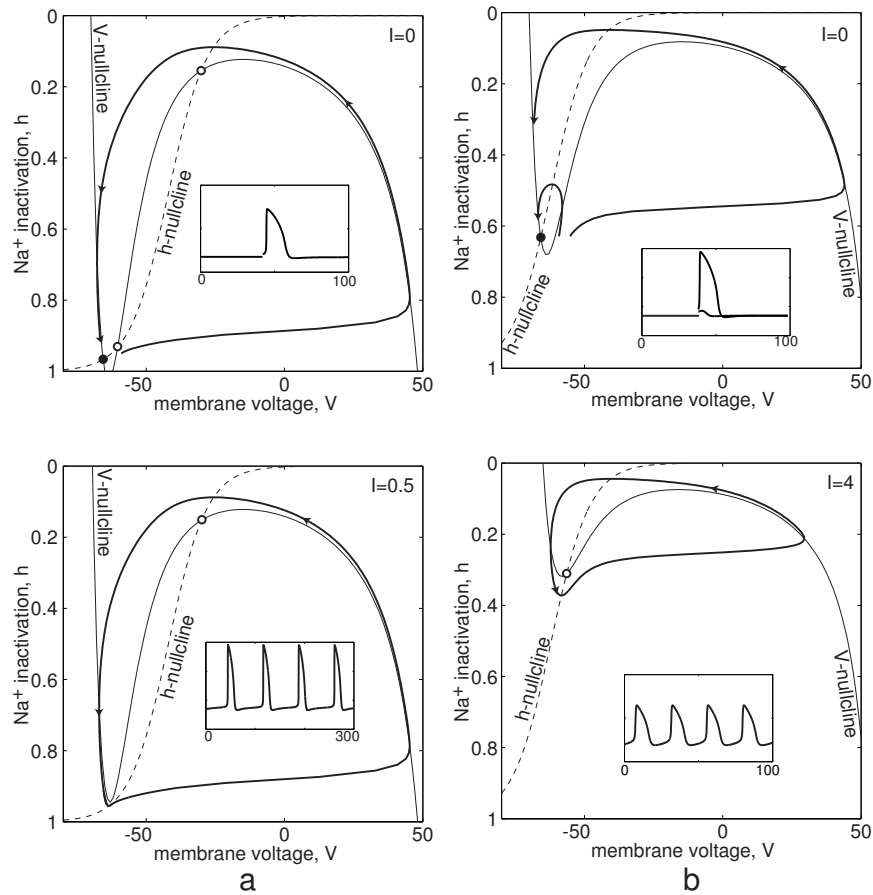 I=0
V-nullcline
h-nullcline
Na+ inactivation, h
0
0.2
0.4
0.6
0.8
1
0
100
-50
0
50
membrane voltage, V
I=0
h-nullcline
V-nullcline
Na+ inactivation, h
0
0.2
0.4
0.6
0.8
1
0
100
-50
0
50
membrane voltage, V
I=0.5
V-nullcline
h-nullcline
Na+ inactivation, h
0
0.2
0.4
0.6
0.8
1
0
300
-50
0
50
membrane voltage, V
a
I=4
h-nullcline
V-nullcline
Na+ inactivation, h
0
0.2
0.4
0.6
0.8
1
0
100
-50
0
50
membrane voltage, V
b